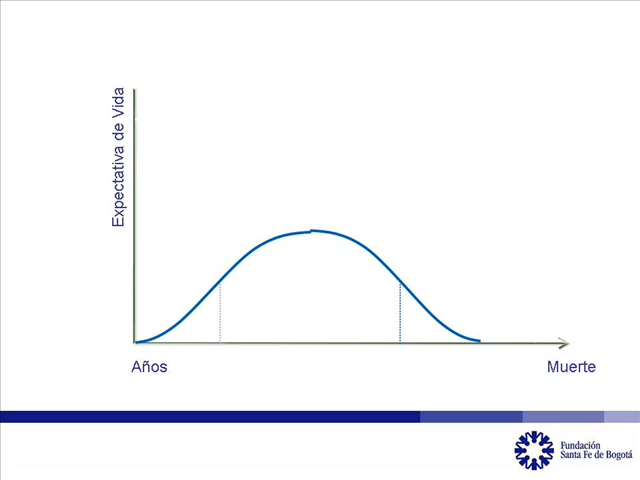 Expectativa de Vida
Años
Muerte
Fundación
Santa Fe de Bogotá